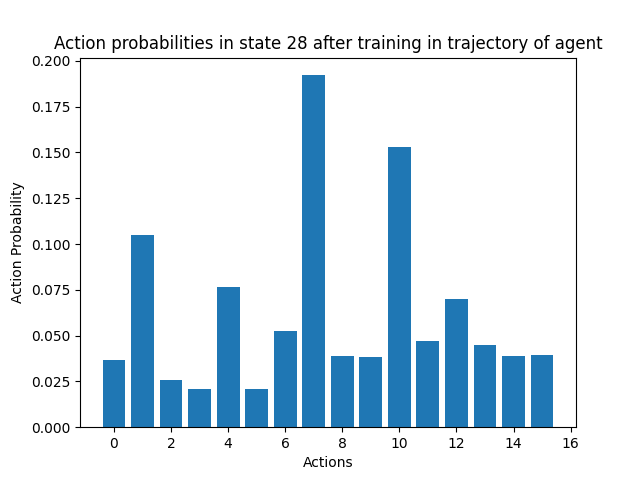 Action probabilities in state 28 after training in trajectory of agent
0.200
0.175
0.150
0.125
0.100
0.075
0.050
0.025
0.000
Action Probability
0 2 4 6 8 10 12 14 16
Actions